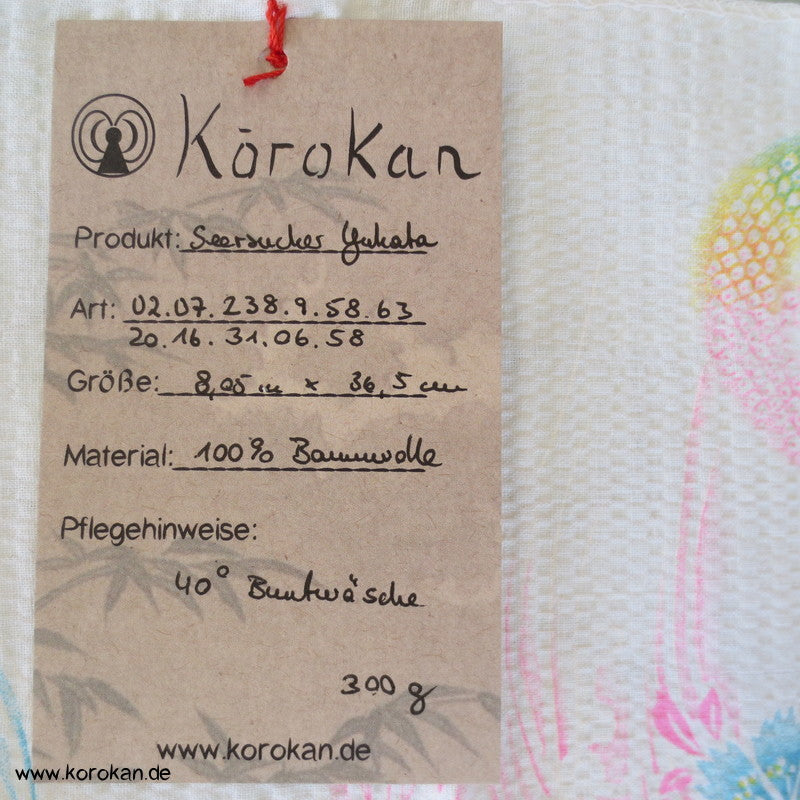 Kōrokan
Produkt: Seersucker Yukata
Art: 02.07.238.9.58.63
20.16.31.06.58
Größe: 8,05 m x 36,5 cm
Material: 100% Baumwolle
Pflegehinweise:
40° Buntwäsche
300 g
www.korokan.de
www.korokan.de